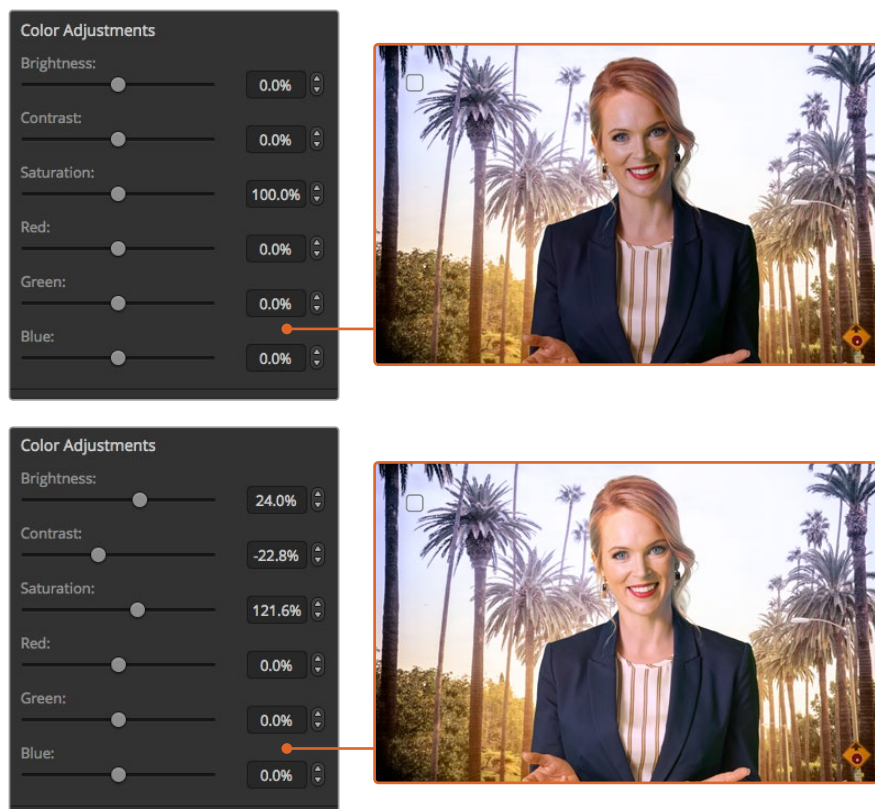 Color Adjustments
Brightness:
0.0%
Contrast:
0.0%
Saturation:
100.0%
Red:
0.0%
Green:
0.0%
Blue:
0.0%
Color Adjustments
Brightness:
24.0%
Contrast:
-22.8%
Saturation:
121.6%
Red:
0.0%
Green:
0.0%
Blue:
0.0%